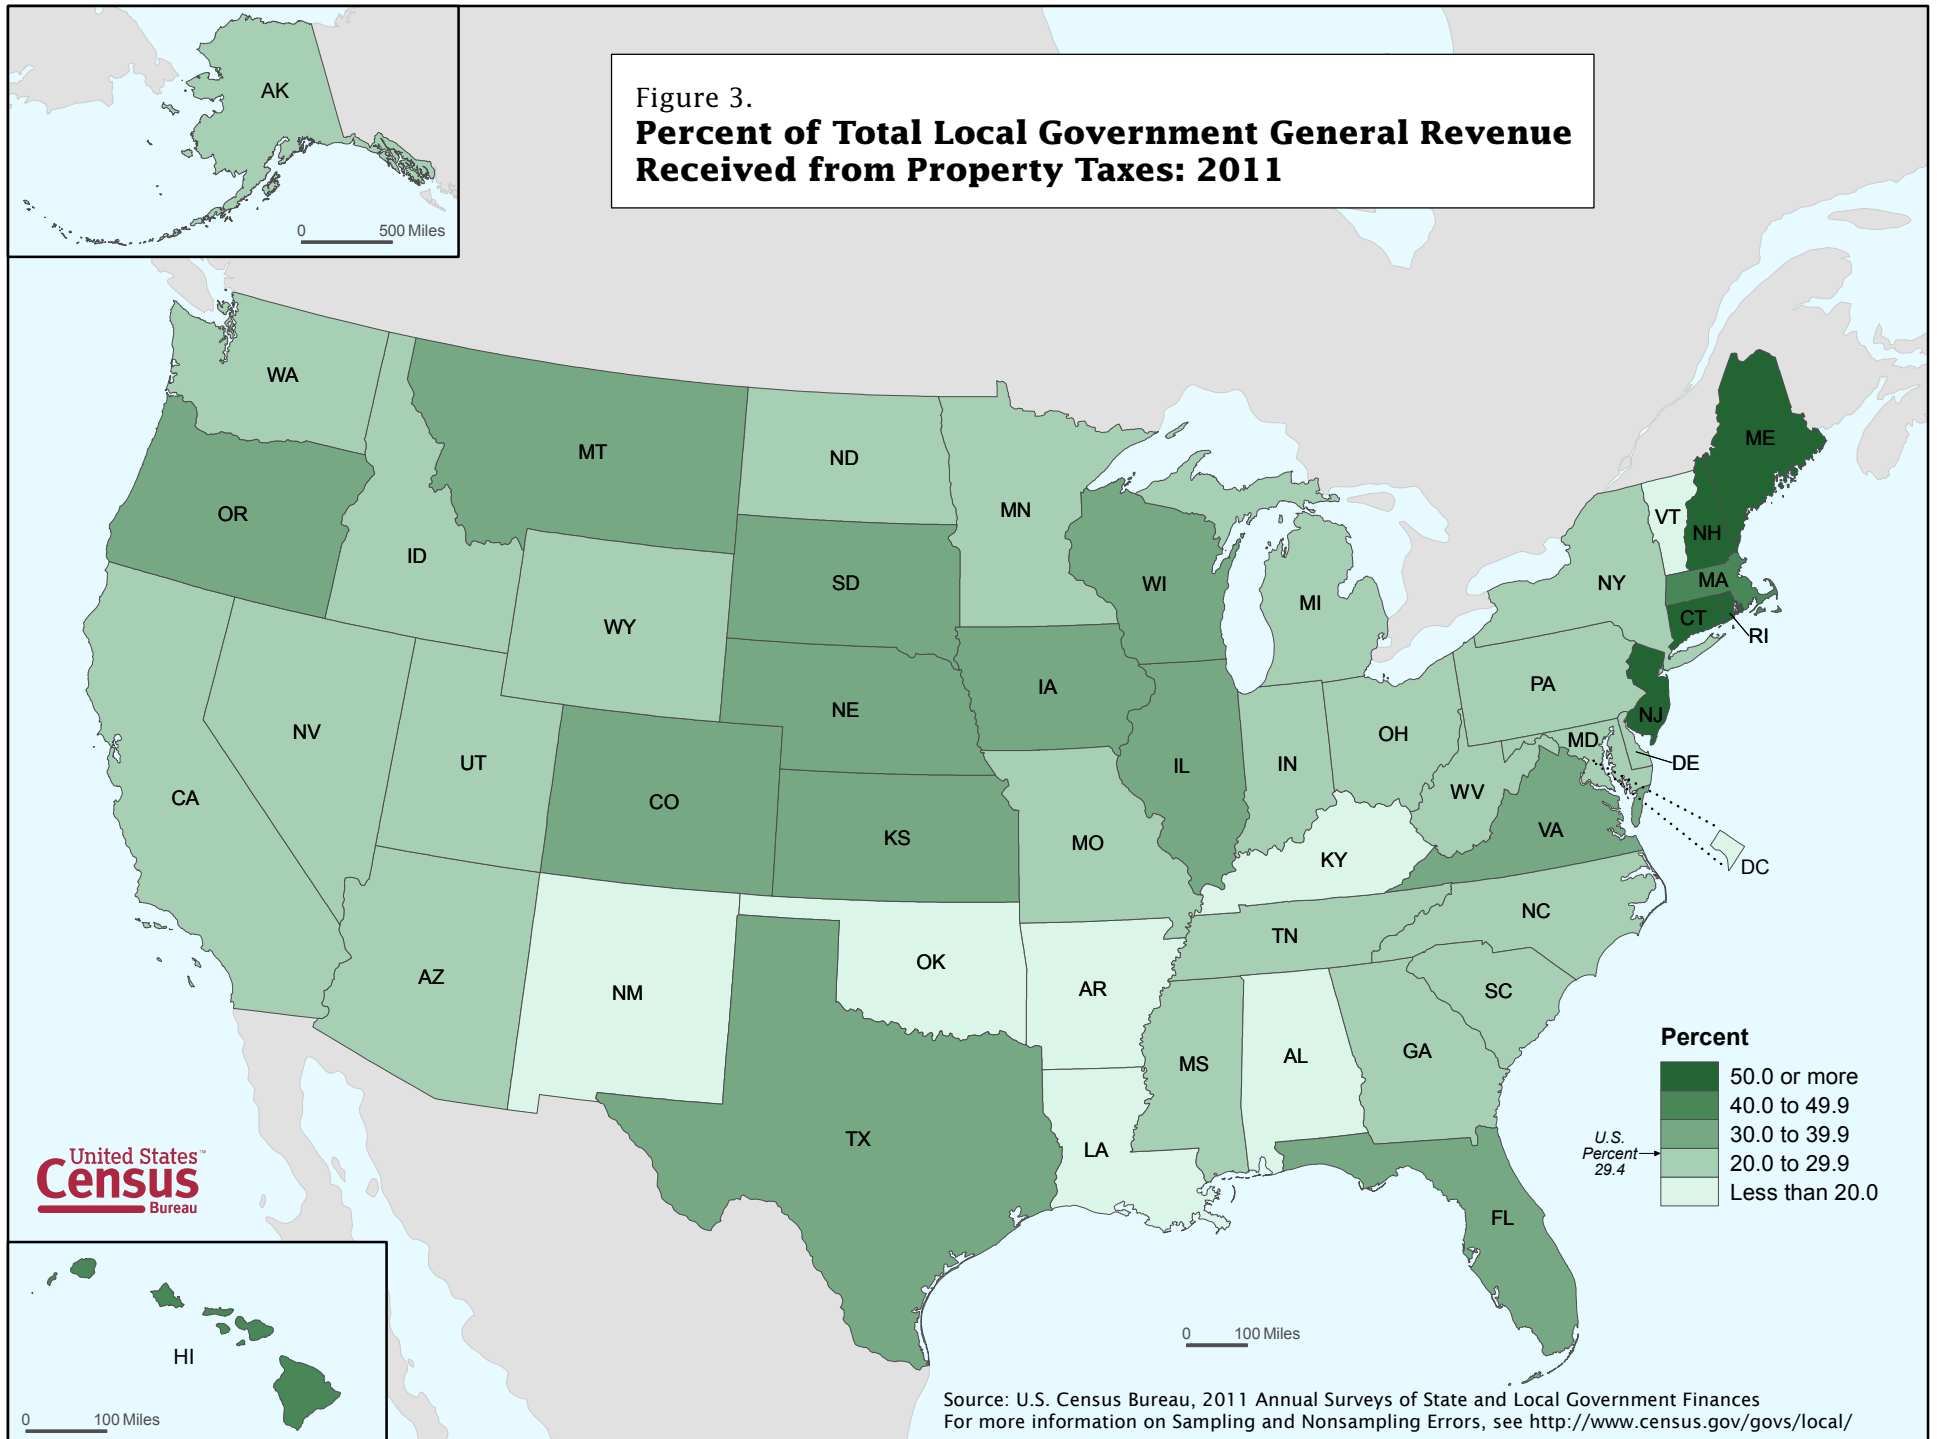 AK
0 500 Miles
Figure 3.
Percent of Total Local Government General Revenue
Received from Property Taxes: 2011
WA
MT
ND
MN
ME
OR
ID
SD
WI
MI
VT
NH
NY
MA
CT
RI
WY
IA
NE
PA
NJ
NV
UT
CO
IL
IN
OH
MD
DE
CA
KS
MO
WV
VA
KY
DC
NC
TN
AZ
NM
OK
AR
SC
MS
AL
GA
TX
LA
FL
Percent
50.0 or more
40.0 to 49.9
30.0 to 39.9
20.0 to 29.9
Less than 20.0
U.S.
Percent
29.4
United States™
Census
Bureau
HI
0 100 Miles
0 100 Miles
Source: U.S. Census Bureau, 2011 Annual Surveys of State and Local Government Finances
For more information on Sampling and Nonsampling Errors, see http://www.census.gov/govs/local/